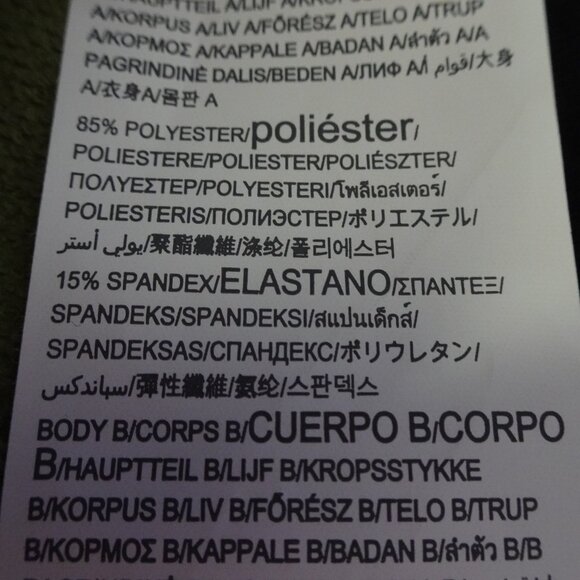 A/HAUPTTEIL A/LIJF A/KROPS
A/KORPUS A/LIV A/FŐRÉSZ A/TELO A/TRUP
A/ΚΟΡΜΟΣ A/KAPPALE A/BADAN A/ลำตัว A/A
PAGRINDINĖ DALIS/BEDEN A/ЛИФ A/قوام أ/大身
A/衣身A/몸판 A
85% POLYESTER/poliéster/
POLIESTERE/POLIESTER/POLIÉSZTER/
ΠΟΛΥΕΣΤΕΡ/POLYESTERI/โพลีเอสเตอร์/
POLIESTERIS/ПОЛИЭСТЕР/ポリエステル/
يولي أستر/聚酯纖維/涤纶/폴리에스터
15% SPANDEX/ELASTANO/ΣΠΑΝΤΕΞ/
SPANDEKS/SPANDEKSI/สแปนเด็กส์/
SPANDEKSAS/СПАНДЕКС/ポリウレタン/
سباندكس/彈性纖維/氨纶/스판덱스
BODY B/CORPS B/CUERPO B/CORPO
B/HAUPTTEIL B/LIJF B/KROPSSTYKKE
B/KORPUS B/LIV B/FŐRÉSZ B/TELO B/TRUP
B/ΚΟΡΜΟΣ B/KAPPALE B/BADAN B/ลำตัว B/B